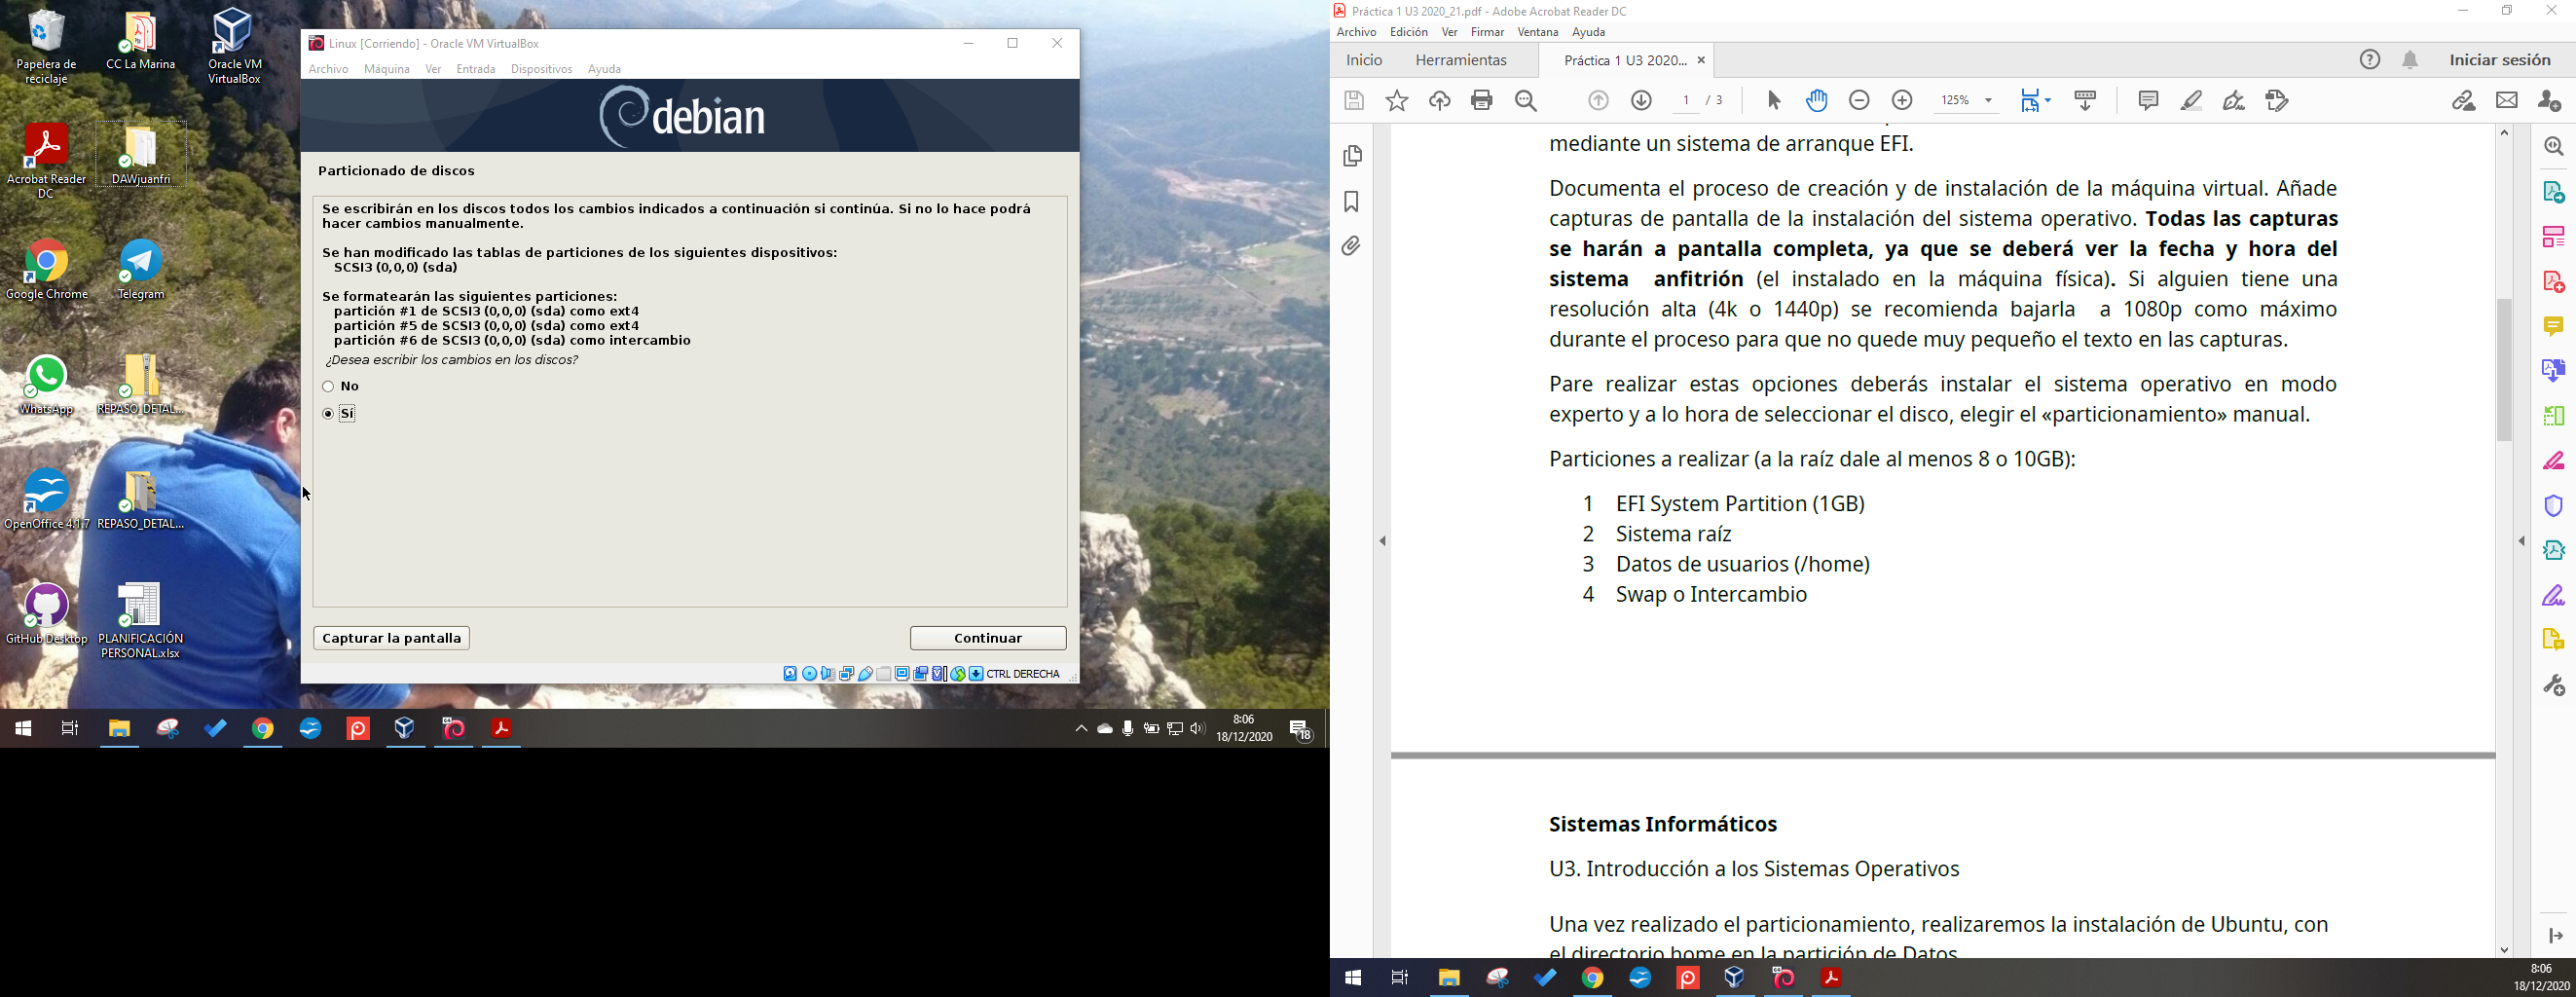 Papelera de
reciclaje
CC La Marina
Oracle VM
VirtualBox
Acrobat Reader
DC
DAWjuanfri
Google Chrome
Telegram
WhatsApp
REPASO_DETAL...
OpenOffice 4.1.7
REPASO_DETAL...
GitHub Desktop
PLANIFICACIÓN
PERSONAL.xlsx
Linux [Corriendo] - Oracle VM VirtualBox
Archivo Máquina Ver Entrada Dispositivos Ayuda
debian
Particionado de discos
Se escribirán en los discos todos los cambios indicados a continuación si continúa. Si no lo hace podrá
hacer cambios manualmente.
Se han modificado las tablas de particiones de los siguientes dispositivos:
SCSI3 (0,0,0) (sda)
Se formatearán las siguientes particiones:
partición #1 de SCSI3 (0,0,0) (sda) como ext4
partición #5 de SCSI3 (0,0,0) (sda) como ext4
partición #6 de SCSI3 (0,0,0) (sda) como intercambio
¿Desea escribir los cambios en los discos?
No
Sí
Capturar la pantalla
Continuar
CTRL DERECHA
8:06
18/12/2020
18
Práctica 1 U3 2020_21.pdf - Adobe Acrobat Reader DC
Archivo Edición Ver Firmar Ventana Ayuda
Inicio Herramientas Práctica 1 U3 2020... × Iniciar sesión
1 / 3 125%
mediante un sistema de arranque EFI.
Documenta el proceso de creación y de instalación de la máquina virtual. Añade
capturas de pantalla de la instalación del sistema operativo. Todas las capturas
se harán a pantalla completa, ya que se deberá ver la fecha y hora del
sistema anfitrión (el instalado en la máquina física). Si alguien tiene una
resolución alta (4k o 1440p) se recomienda bajarla a 1080p como máximo
durante el proceso para que no quede muy pequeño el texto en las capturas.
Pare realizar estas opciones deberás instalar el sistema operativo en modo
experto y a lo hora de seleccionar el disco, elegir el «particionamiento» manual.
Particiones a realizar (a la raíz dale al menos 8 o 10GB):
1 EFI System Partition (1GB)
2 Sistema raíz
3 Datos de usuarios (/home)
4 Swap o Intercambio
Sistemas Informáticos
U3. Introducción a los Sistemas Operativos
Una vez realizado el particionamiento, realizaremos la instalación de Ubuntu, con
el directorio home en la partición de Datos.
8:06
18/12/2020